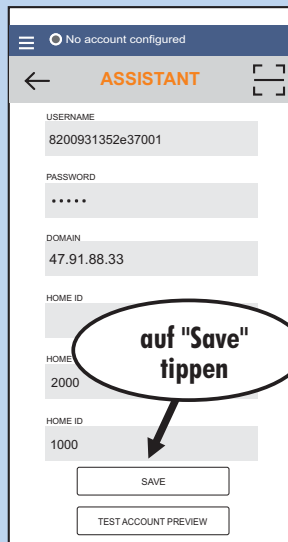 No account configured
ASSISTANT
USERNAME
8200931352e37001
PASSWORD
•••••
DOMAIN
47.91.88.33
HOME ID
auf "Save"
tippen
HOME
2000
HOME ID
1000
SAVE
TEST ACCOUNT PREVIEW